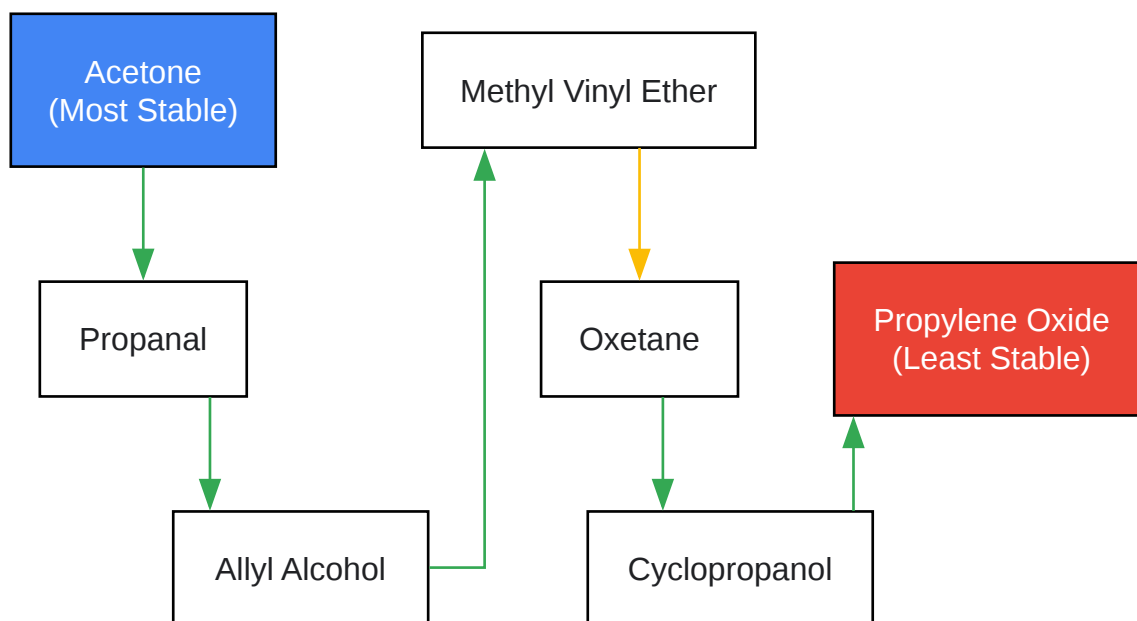 Acetone
(Most Stable)
Propanal
Allyl Alcohol
Methyl Vinyl Ether
Oxetane
Cyclopropanol
Propylene Oxide
(Least Stable)